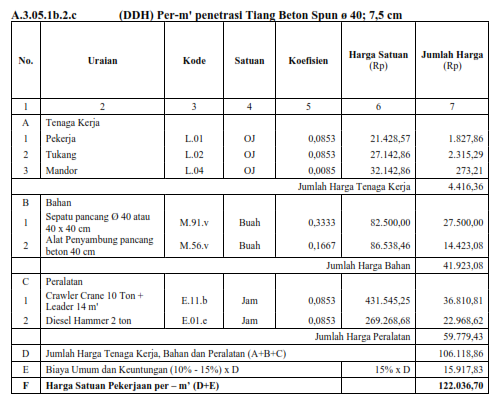 A.3.05.1b.2.c (DDH) Per-m' penetrasi Tiang Beton Spun ø 40; 7,5 cm
No. Uraian Kode Satuan Koefisien Harga Satuan (Rp) Jumlah Harga (Rp)
1 2 3 4 5 6 7
A Tenaga Kerja
1 Pekerja L.01 OJ 0,0853 21.428,57 1.827,86
2 Tukang L.02 OJ 0,0853 27.142,86 2.315,29
3 Mandor L.04 OJ 0,0085 32.142,86 273,21
Jumlah Harga Tenaga Kerja 4.416,36
B Bahan
1 Sepatu pancang Ø 40 atau 40 x 40 cm M.91.v Buah 0,3333 82.500,00 27.500,00
2 Alat Penyambung pancang beton 40 cm M.56.v Buah 0,1667 86.538,46 14.423,08
Jumlah Harga Bahan 41.923,08
C Peralatan
1 Crawler Crane 10 Ton + Leader 14 m' E.11.b Jam 0,0853 431.545,25 36.810,81
2 Diesel Hammer 2 ton E.01.e Jam 0,0853 269.268,68 22.968,62
Jumlah Harga Peralatan 59.779,43
D Jumlah Harga Tenaga Kerja, Bahan dan Peralatan (A+B+C) 106.118,86
E Biaya Umum dan Keuntungan (10% - 15%) x D 15% x D 15.917,83
F Harga Satuan Pekerjaan per – m' (D+E) 122.036,70